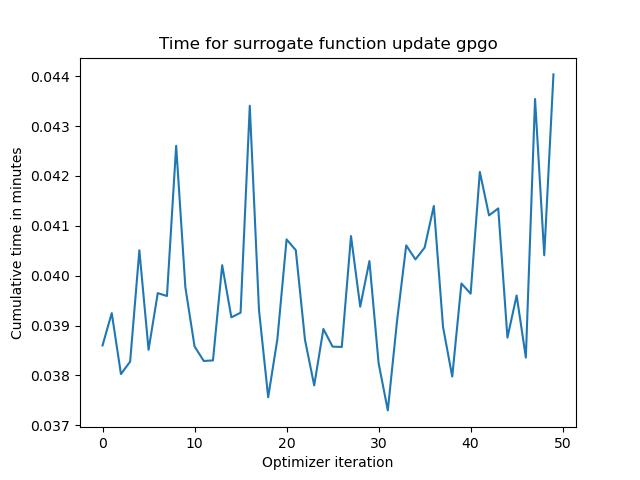 Time for surrogate function update gpgo
Cumulative time in minutes
0.044
0.043
0.042
0.041
0.040
0.039
0.038
0.037
0 10 20 30 40 50
Optimizer iteration